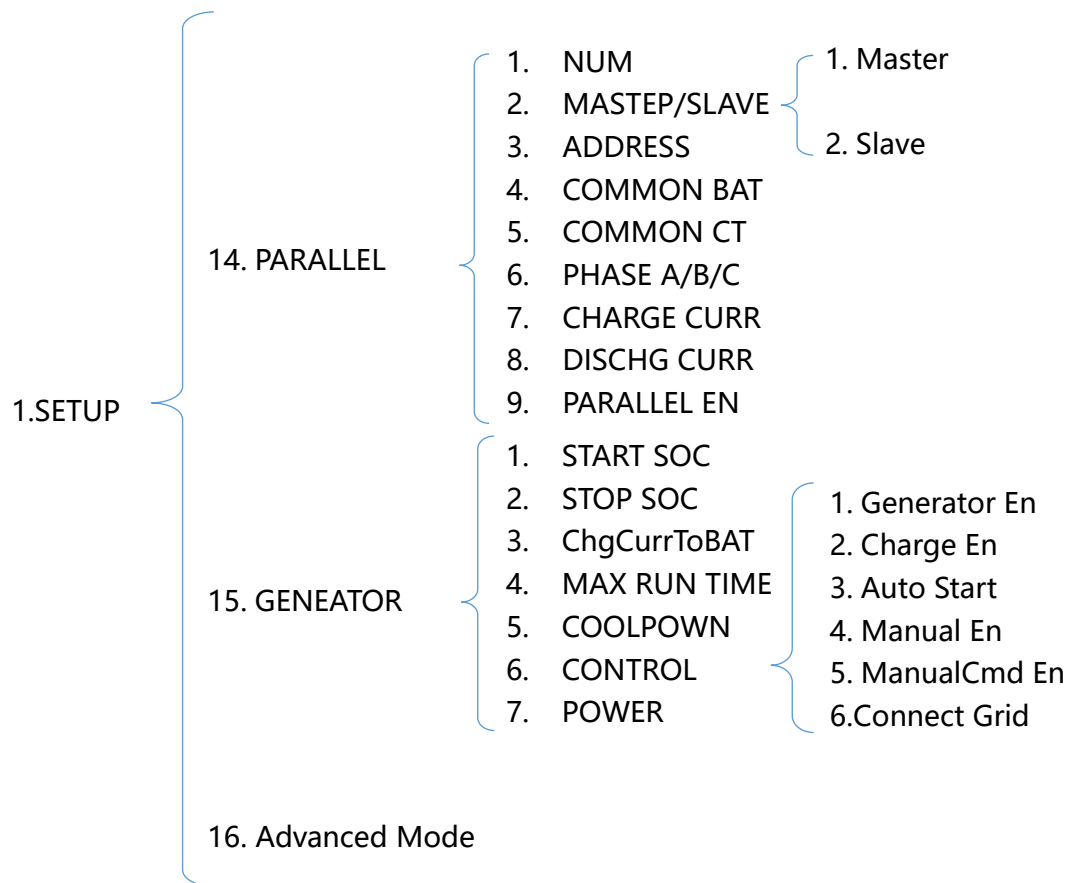 1.SETUP
14. PARALLEL
1. NUM
2. MASTEP/SLAVE
1. Master
2. Slave
3. ADDRESS
4. COMMON BAT
5. COMMON CT
6. PHASE A/B/C
7. CHARGE CURR
8. DISCHG CURR
9. PARALLEL EN
15. GENEATOR
1. START SOC
2. STOP SOC
3. ChgCurrToBAT
4. MAX RUN TIME
5. COOLPOWN
6. CONTROL
1. Generator En
2. Charge En
3. Auto Start
4. Manual En
5. ManualCmd En
6.Connect Grid
7. POWER
16. Advanced Mode